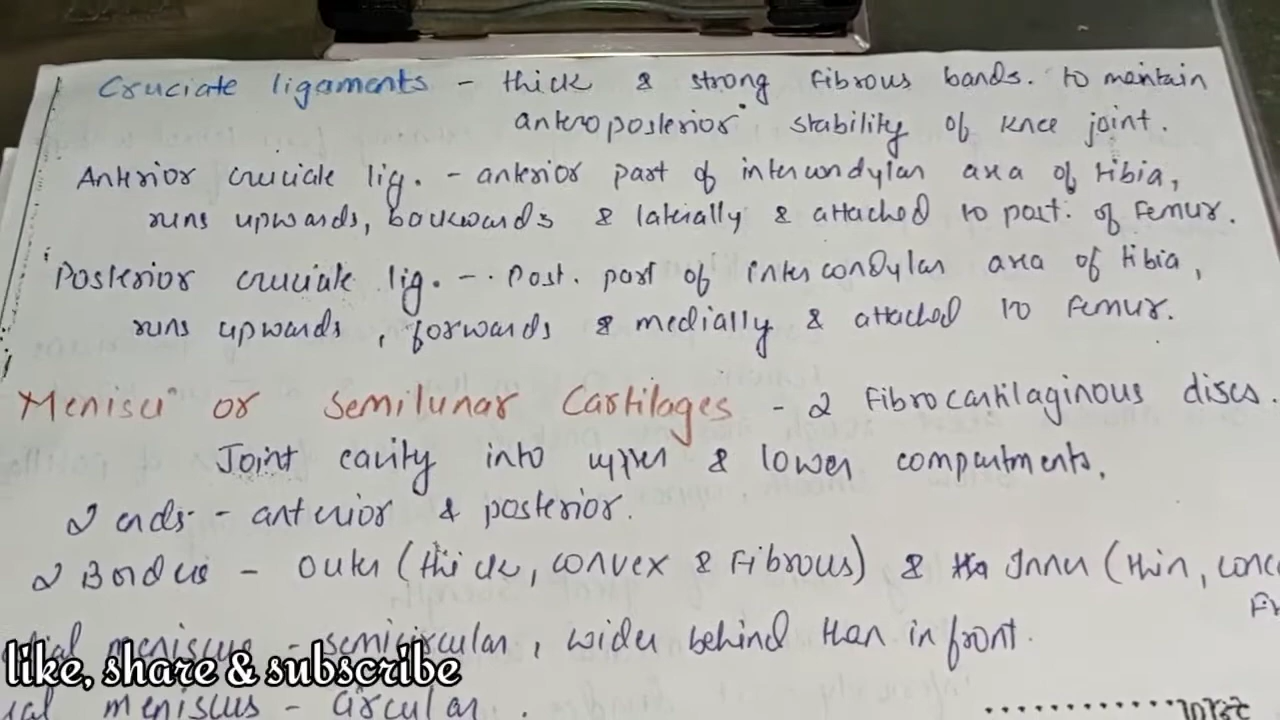 Cruciate ligaments - thick & strong Fibrous bands. to maintain
anteroposterior stability of knee joint.
Anterior cruciate lig. - anterior part of intercondylar area of tibia,
runs upwards, backwards & laterally & attached to post. of Femur.
Posterior cruciate lig. - Post. part of intercondylar area of tibia,
runs upwards, forwards & medially & attached to Femur.
Menisci or Semilunar Cartilages - 2 Fibrocartilaginous discs.
Joint cavity into upper & lower compartments.
2 ends - anterior & posterior.
2 Borders - Outer (thick, convex & Fibrous) & Inner (thin, conc
meniscus - semicircular, wider behind than in front.
like, share & subscribe
meniscus - circular.